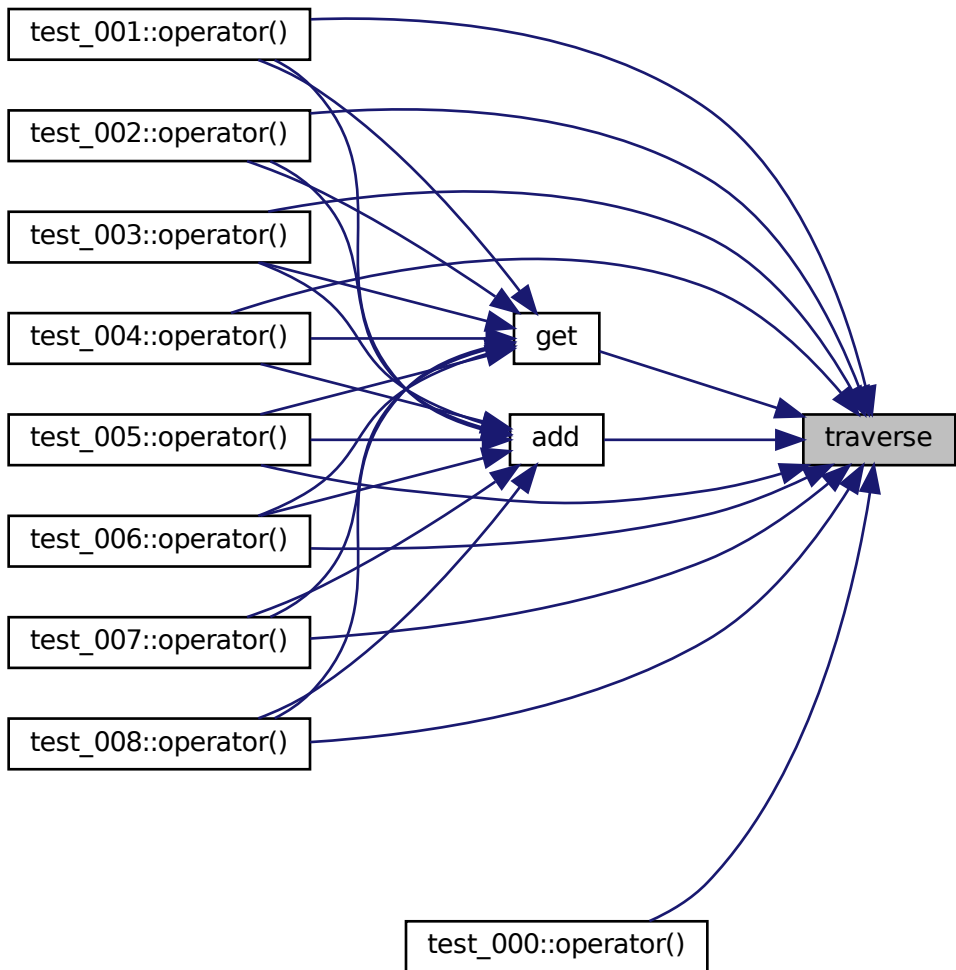 test_001::operator()
test_002::operator()
test_003::operator()
test_004::operator()
get
test_005::operator()
add
traverse
test_006::operator()
test_007::operator()
test_008::operator()
test_000::operator()